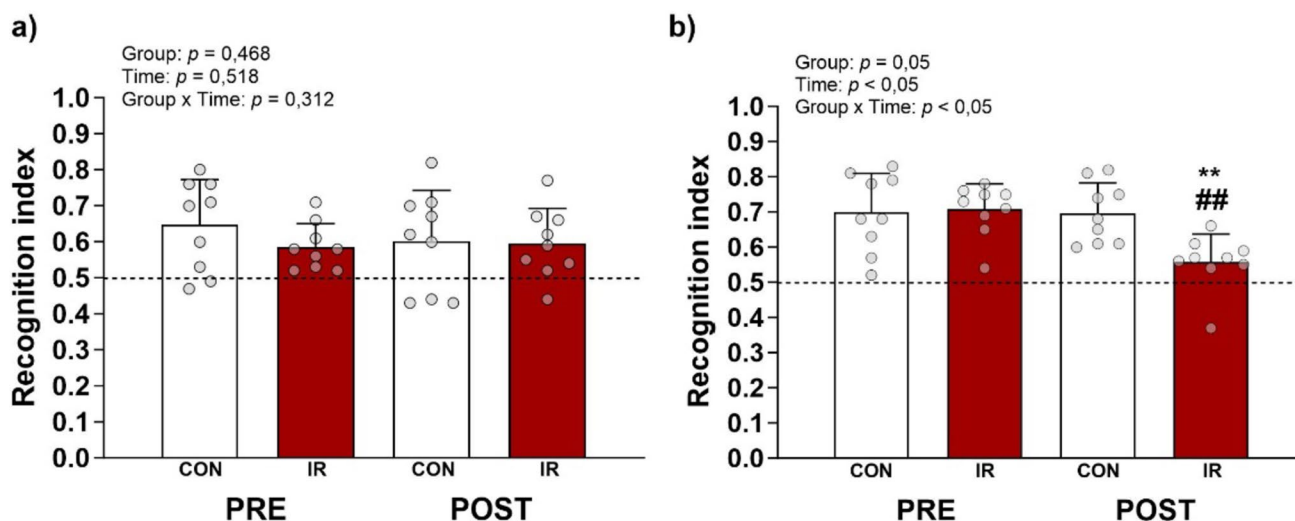 a)
Group: p = 0,468
Time: p = 0,518
Group x Time: p = 0,312
Recognition index
1.0
0.9
0.8
0.7
0.6
0.5
0.4
0.3
0.2
0.1
0.0
CON IR CON IR
PRE POST
b)
Group: p = 0,05
Time: p < 0,05
Group x Time: p < 0,05
Recognition index
1.0
0.9
0.8
0.7
0.6
0.5
0.4
0.3
0.2
0.1
0.0
**
##
CON IR CON IR
PRE POST